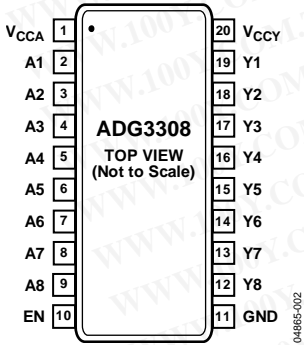 VCCA 1 20 VCCY
A1 2 19 Y1
A2 3 18 Y2
A3 4 17 Y3
ADG3308
TOP VIEW
(Not to Scale)
A4 5 16 Y4
A5 6 15 Y5
A6 7 14 Y6
A7 8 13 Y7
A8 9 12 Y8
EN 10 11 GND
04865-002